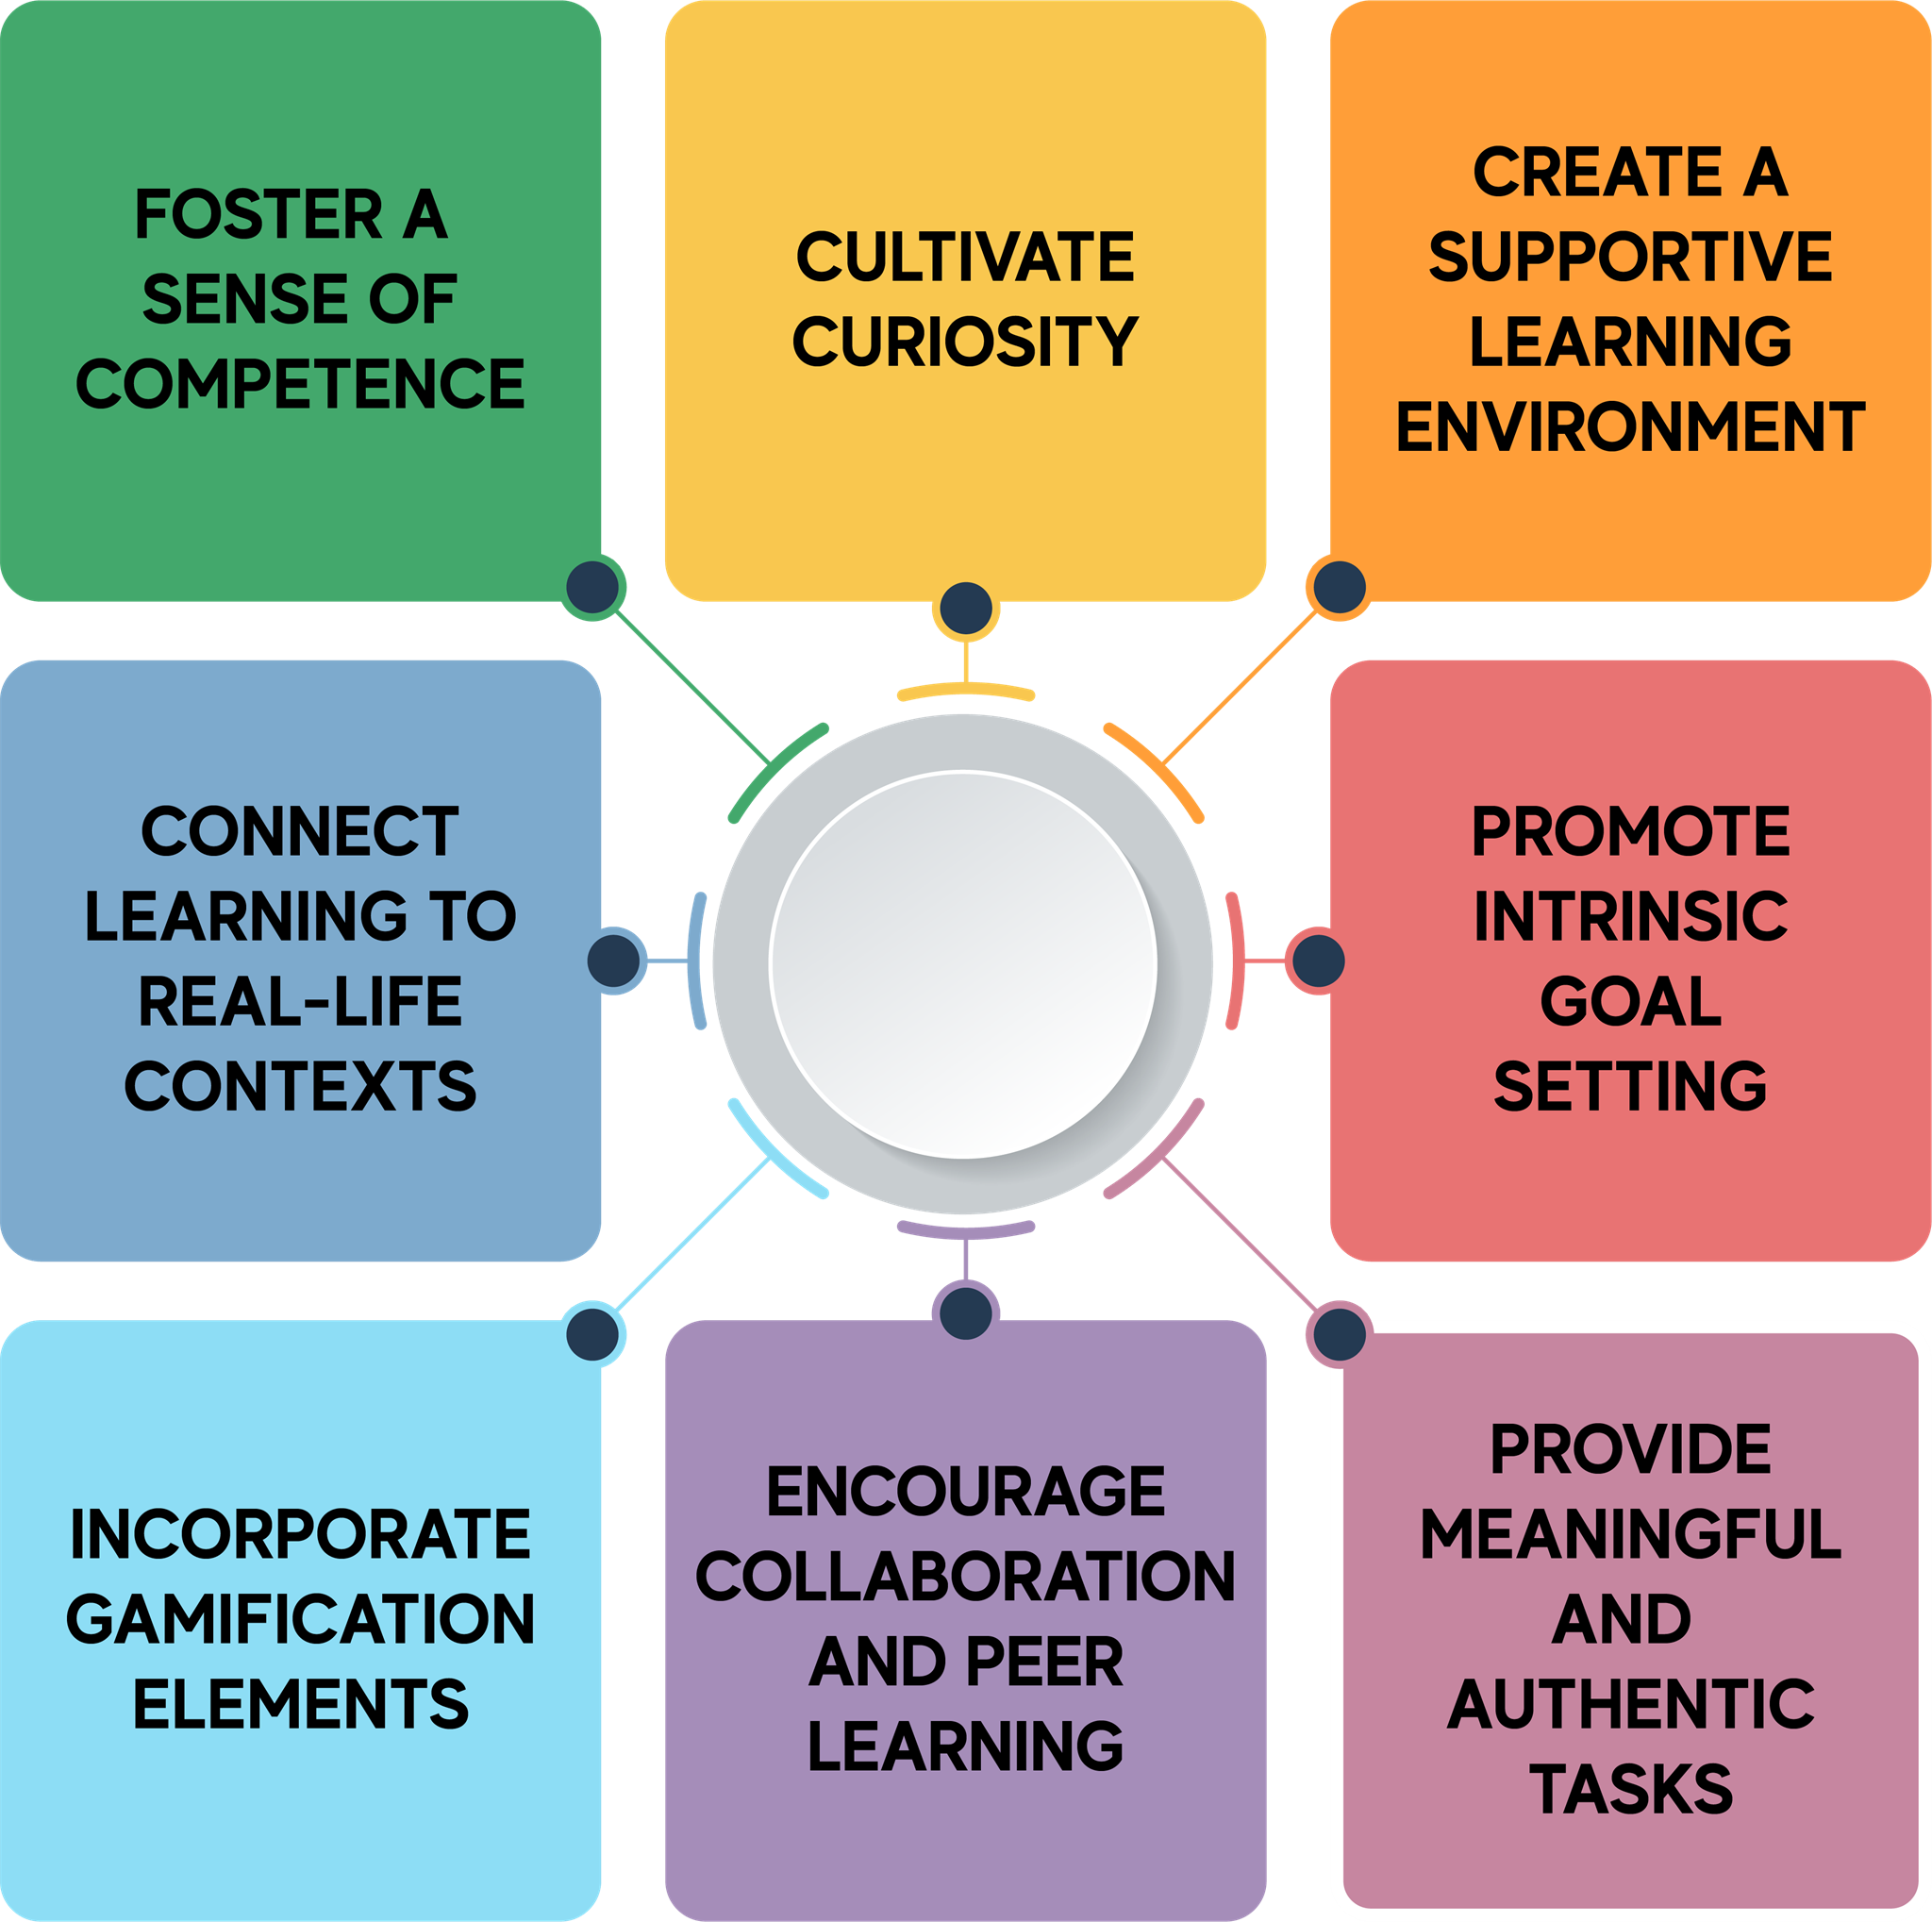 FOSTER A
SENSE OF
COMPETENCE
CULTIVATE
CURIOSITY
CREATE A
SUPPORTIVE
LEARNING
ENVIRONMENT
CONNECT
LEARNING TO
REAL-LIFE
CONTEXTS
PROMOTE
INTRINSIC
GOAL
SETTING
INCORPORATE
GAMIFICATION
ELEMENTS
ENCOURAGE
COLLABORATION
AND PEER
LEARNING
PROVIDE
MEANINGFUL
AND
AUTHENTIC
TASKS